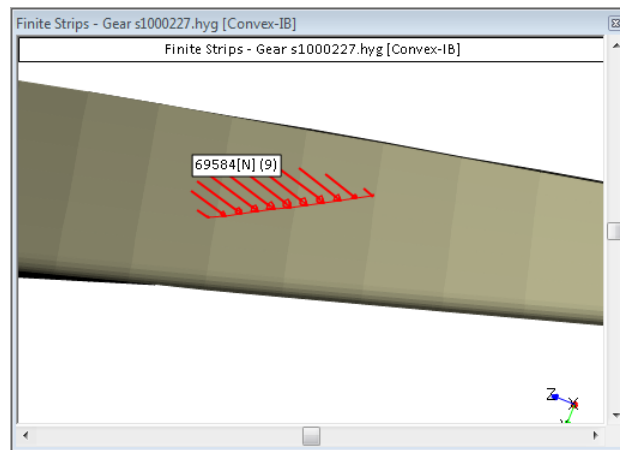 Finite Strips - Gear s1000227.hyg [Convex-IB]
Finite Strips - Gear s1000227.hyg [Convex-IB]
69584[N] (9)
Z X
Y